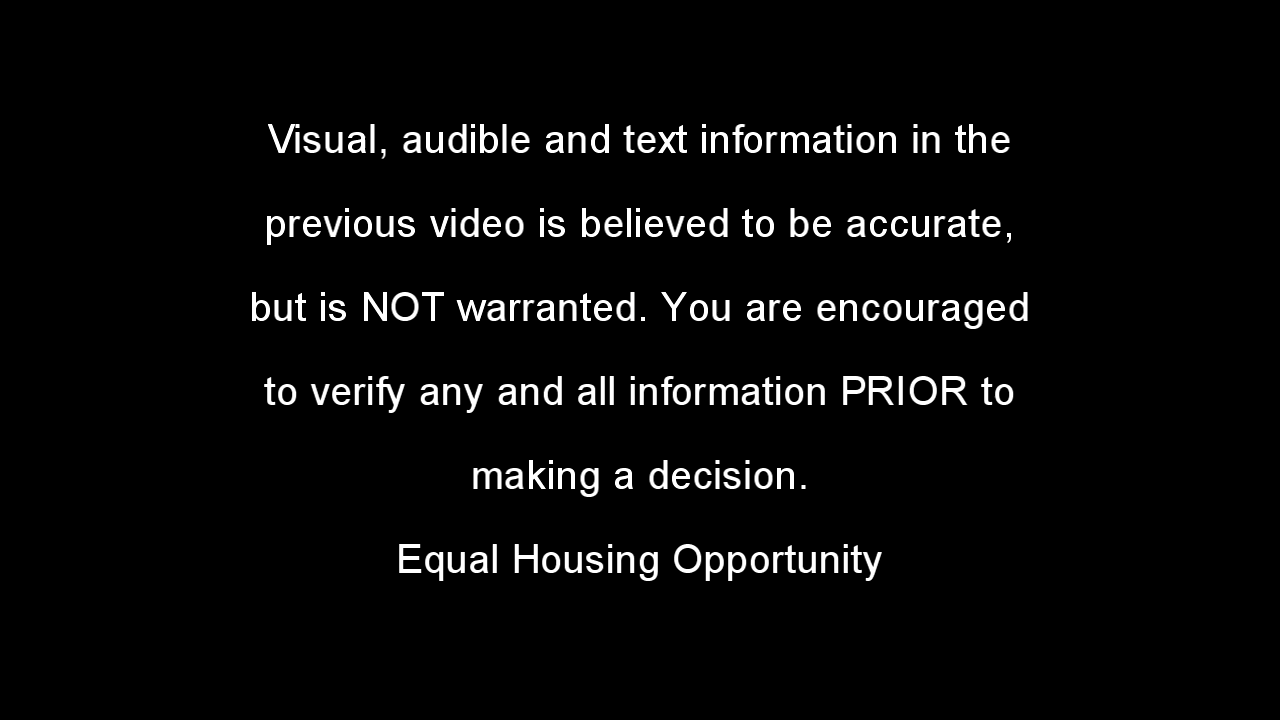 Visual, audible and text information in the
previous video is believed to be accurate,
but is NOT warranted. You are encouraged
to verify any and all information PRIOR to
making a decision.
Equal Housing Opportunity